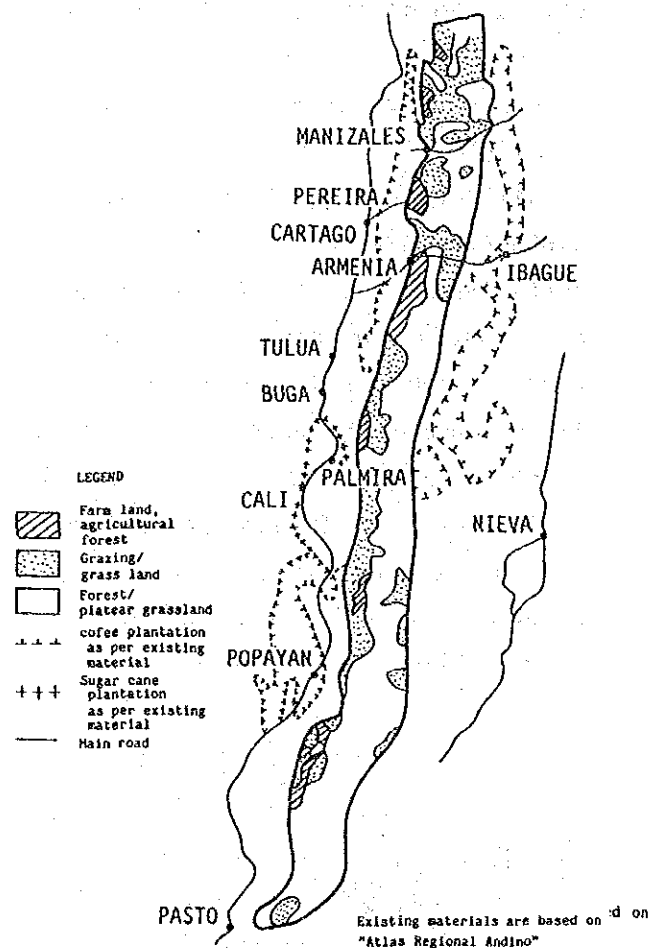 MANIZALES
PEREIRA
CARTAGO
ARMENIA
IBAGUE
TULUA
BUGA
PALMIRA
CALI
NIEVA
POPAYAN
PASTO
LEGEND
Farm land,
agricultural
forest
Grazing/
grass land
Forest/
platear grassland
cofee plantation
as per existing
material
Sugar cane
plantation
as per existing
material
Main road
Existing materials are based on
"Atlas Regional Andino"